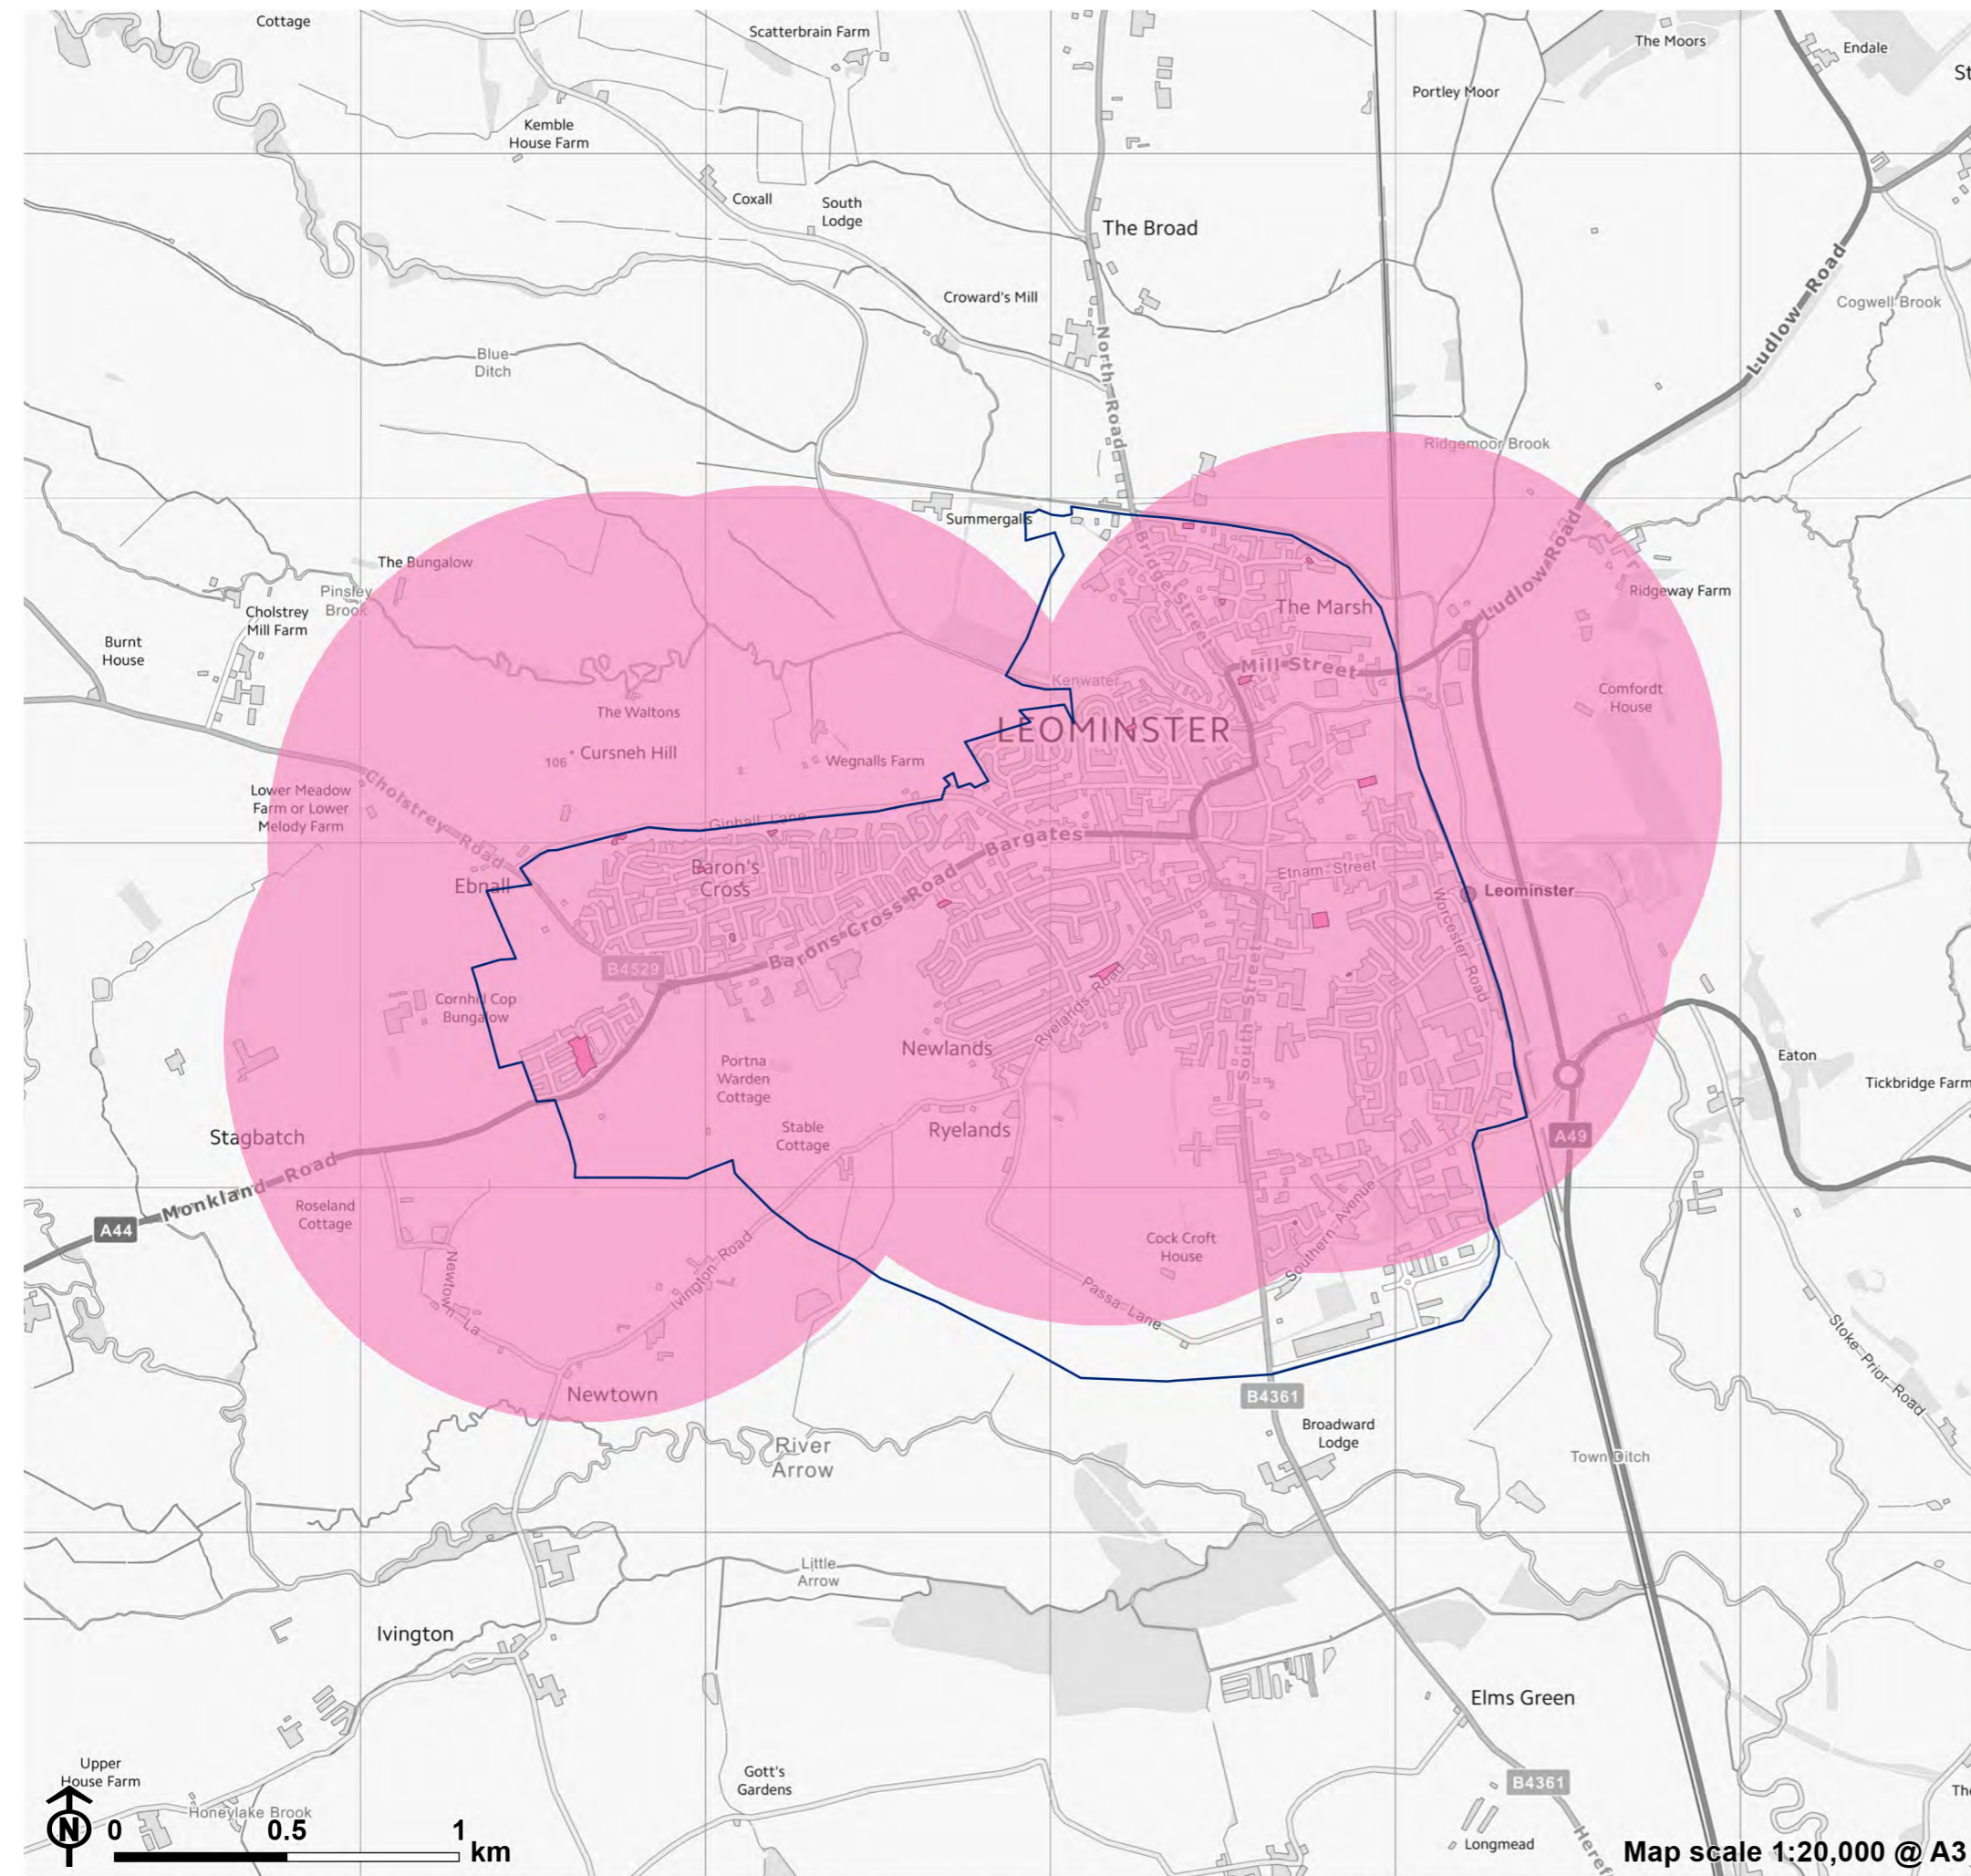 Cottage
Scatterbrain Farm
The Moors
Endale
St
Portley Moor
Kemble
House Farm
Coxall
South
Lodge
The Broad
Croward's Mill
Cogwell Brook
Ludlow Road
North Road
Blue
Ditch
Ridgemoor Brook
Summergalls
The Bungalow
Pinsley
Brook
Cholstrey
Mill Farm
Burnt
House
Bridge Street
The Marsh
Ludlow Road
Ridgeway Farm
Mill Street
Kenwater
Comfordt
House
The Waltons
LEOMINSTER
106
Cursneh Hill
Wegnalls Farm
Lower Meadow
Farm or Lower
Melody Farm
Cholstrey Road
Ginhall Lane
Bargates
Baron's
Cross
Ebnall
Etnam Street
Leominster
Worcester Road
Barons Cross Road
B4529
Cornhill Cop
Bungalow
Ryelands Road
South Street
Newlands
Portna
Warden
Cottage
Eaton
Tickbridge Farm
Stable
Cottage
Ryelands
A49
Stagbatch
Monkland Road
A44
Roseland
Cottage
Newtown La
Ivington Road
Cock Croft
House
Southern Avenue
Passa Lane
Stoke Prior Road
Newtown
B4361
Broadward
Lodge
River
Arrow
Town Ditch
Little
Arrow
Ivington
Elms Green
Upper
House Farm
Gott's
Gardens
B4361
Honeylake Brook
Longmead
Heref
The
N
0 0.5 1
km
Map scale 1:20,000 @ A3